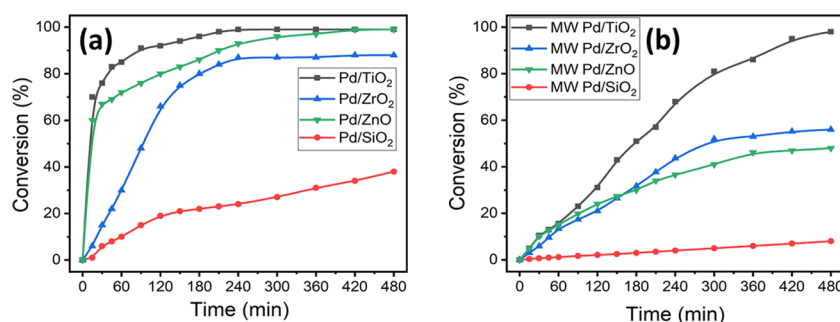 (a)
Conversion (%)
100
80
60
40
20
0
Pd/TiO₂
Pd/ZrO₂
Pd/ZnO
Pd/SiO₂
0 60 120 180 240 300 360 420 480
Time (min)
(b)
Conversion (%)
100
80
60
40
20
0
MW Pd/TiO₂
MW Pd/ZrO₂
MW Pd/ZnO
MW Pd/SiO₂
0 60 120 180 240 300 360 420 480
Time (min)